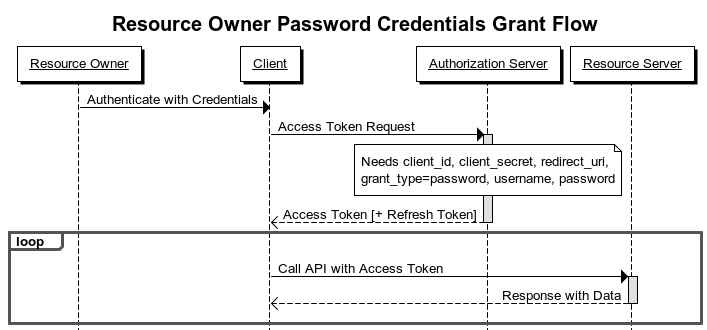 Resource Owner Password Credentials Grant Flow
Resource Owner
Client
Authorization Server
Resource Server
Authenticate with Credentials
Access Token Request
Needs client_id, client_secret, redirect_uri,
grant_type=password, username, password
Access Token [+ Refresh Token]
loop
Call API with Access Token
Response with Data